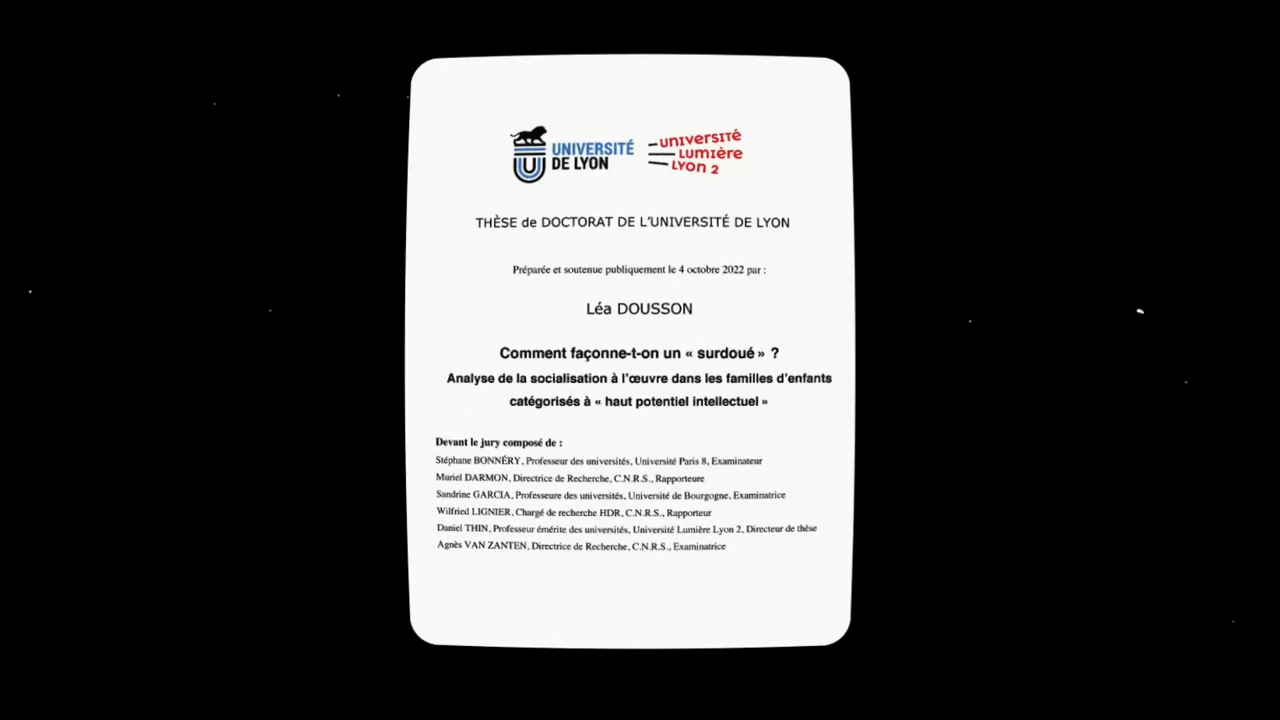 UNIVERSITÉ
DE LYON
université
Lumière
Lyon 2
THÈSE de DOCTORAT DE L'UNIVERSITÉ DE LYON
Préparée et soutenue publiquement le 4 octobre 2022 par :
Léa DOUSSON
Comment façonne-t-on un « surdoué » ?
Analyse de la socialisation à l'œuvre dans les familles d'enfants
catégorisés à « haut potentiel intellectuel »
Devant le jury composé de :
Stéphane BONNÉRY, Professeur des universités, Université Paris 8, Examinateur
Muriel DARMON, Directrice de Recherche, C.N.R.S., Rapporteure
Sandrine GARCIA, Professeure des universités, Université de Bourgogne, Examinatrice
Wilfried LIGNIER, Chargé de recherche HDR, C.N.R.S., Rapporteur
Daniel THIN, Professeur émérite des universités, Université Lumière Lyon 2, Directeur de thèse
Agnès VAN ZANTEN, Directrice de Recherche, C.N.R.S., Examinatrice